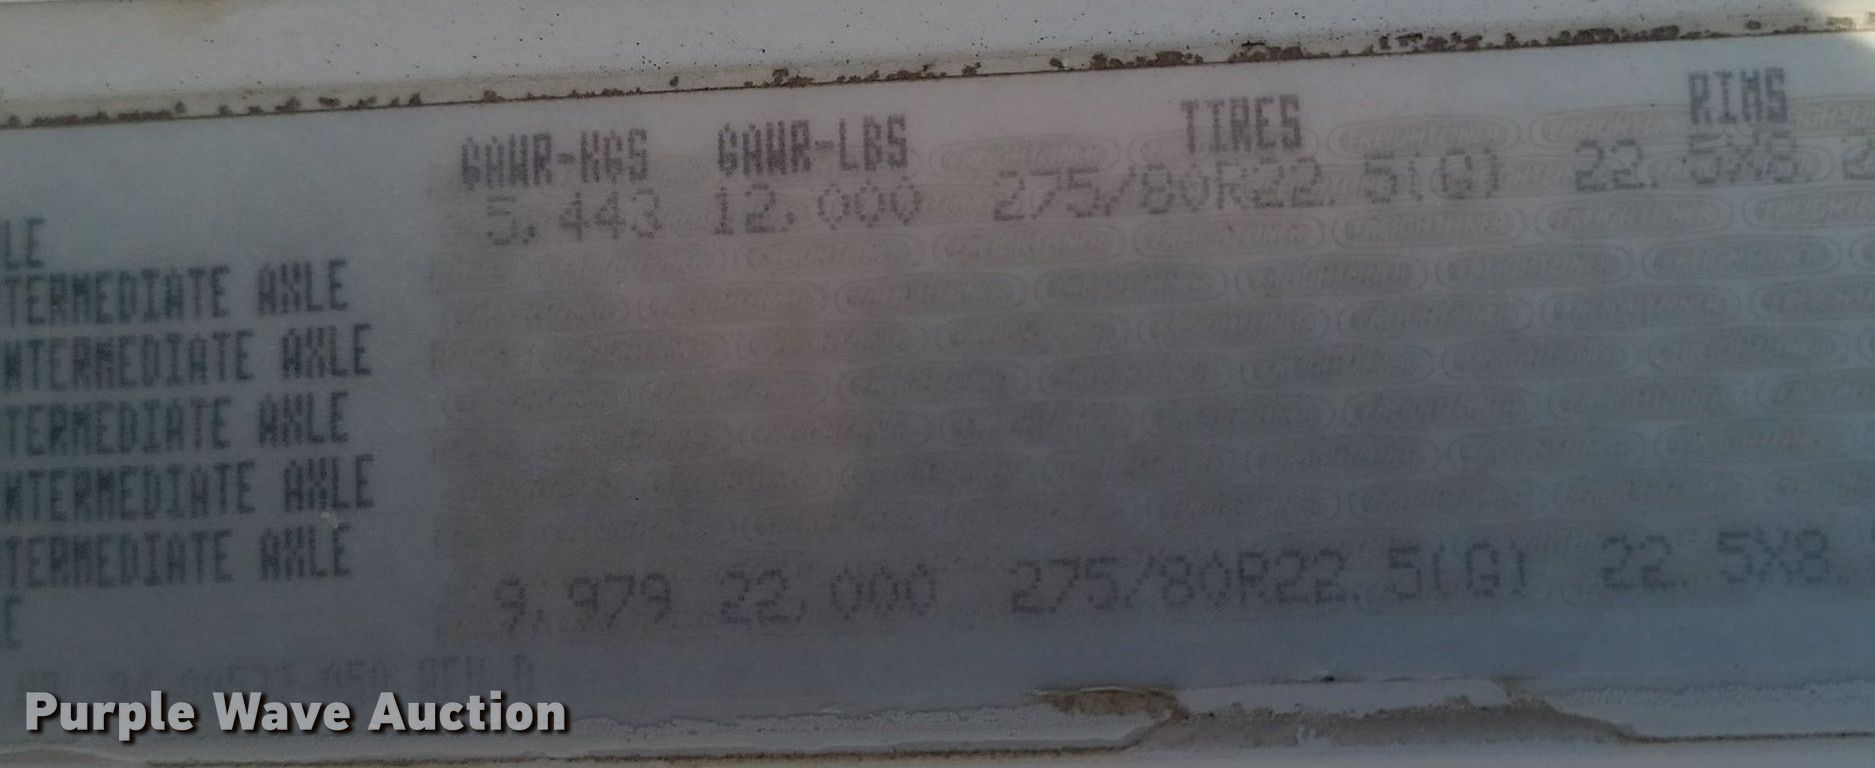 GAWR-KGS GAWR-LBS TIRES RIMS
LE 5,443 12,000 275/80R22.5(G) 22.5X8.2
TERMEDIATE AXLE
NTERMEDIATE AXLE
TERMEDIATE AXLE
NTERMEDIATE AXLE
TERMEDIATE AXLE
E 9,979 22,000 275/80R22.5(G) 22.5X8.
Purple Wave Auction